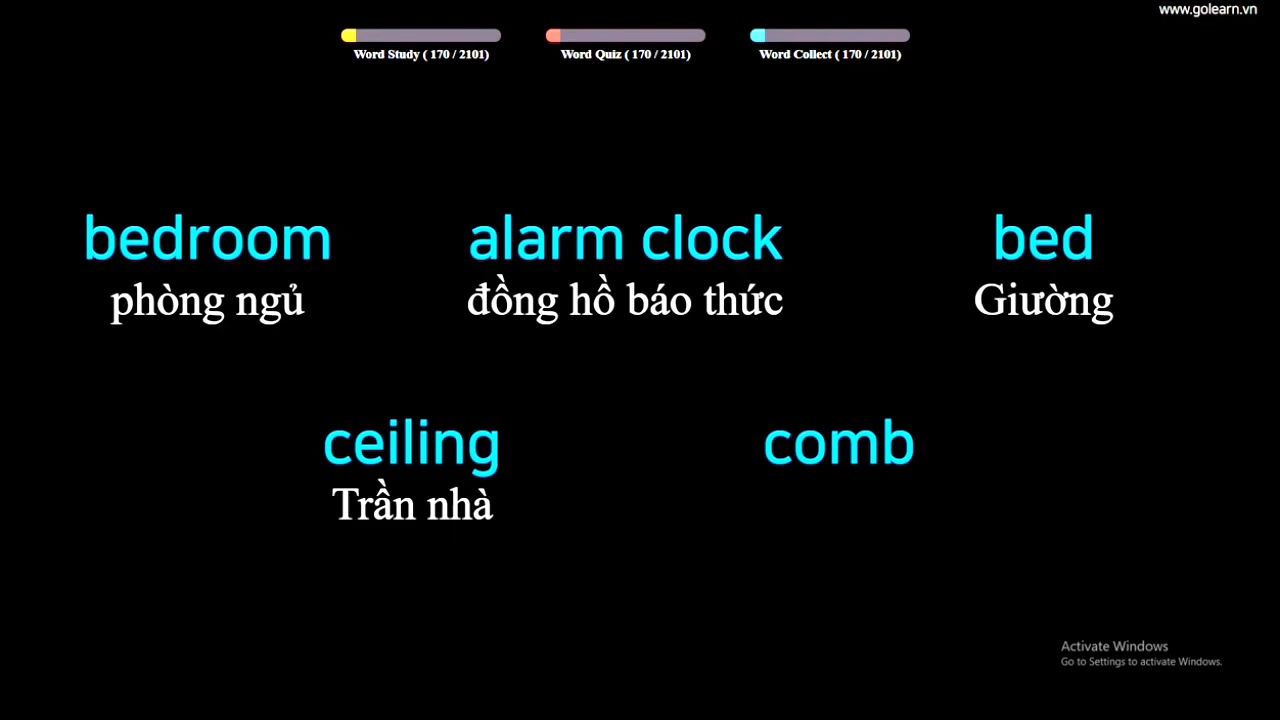 www.golearn.vn
Word Study ( 170 / 2101) Word Quiz ( 170 / 2101) Word Collect ( 170 / 2101)
bedroom alarm clock bed
phòng ngủ đồng hồ báo thức Giường
ceiling comb
Trần nhà
Activate Windows
Go to Settings to activate Windows.